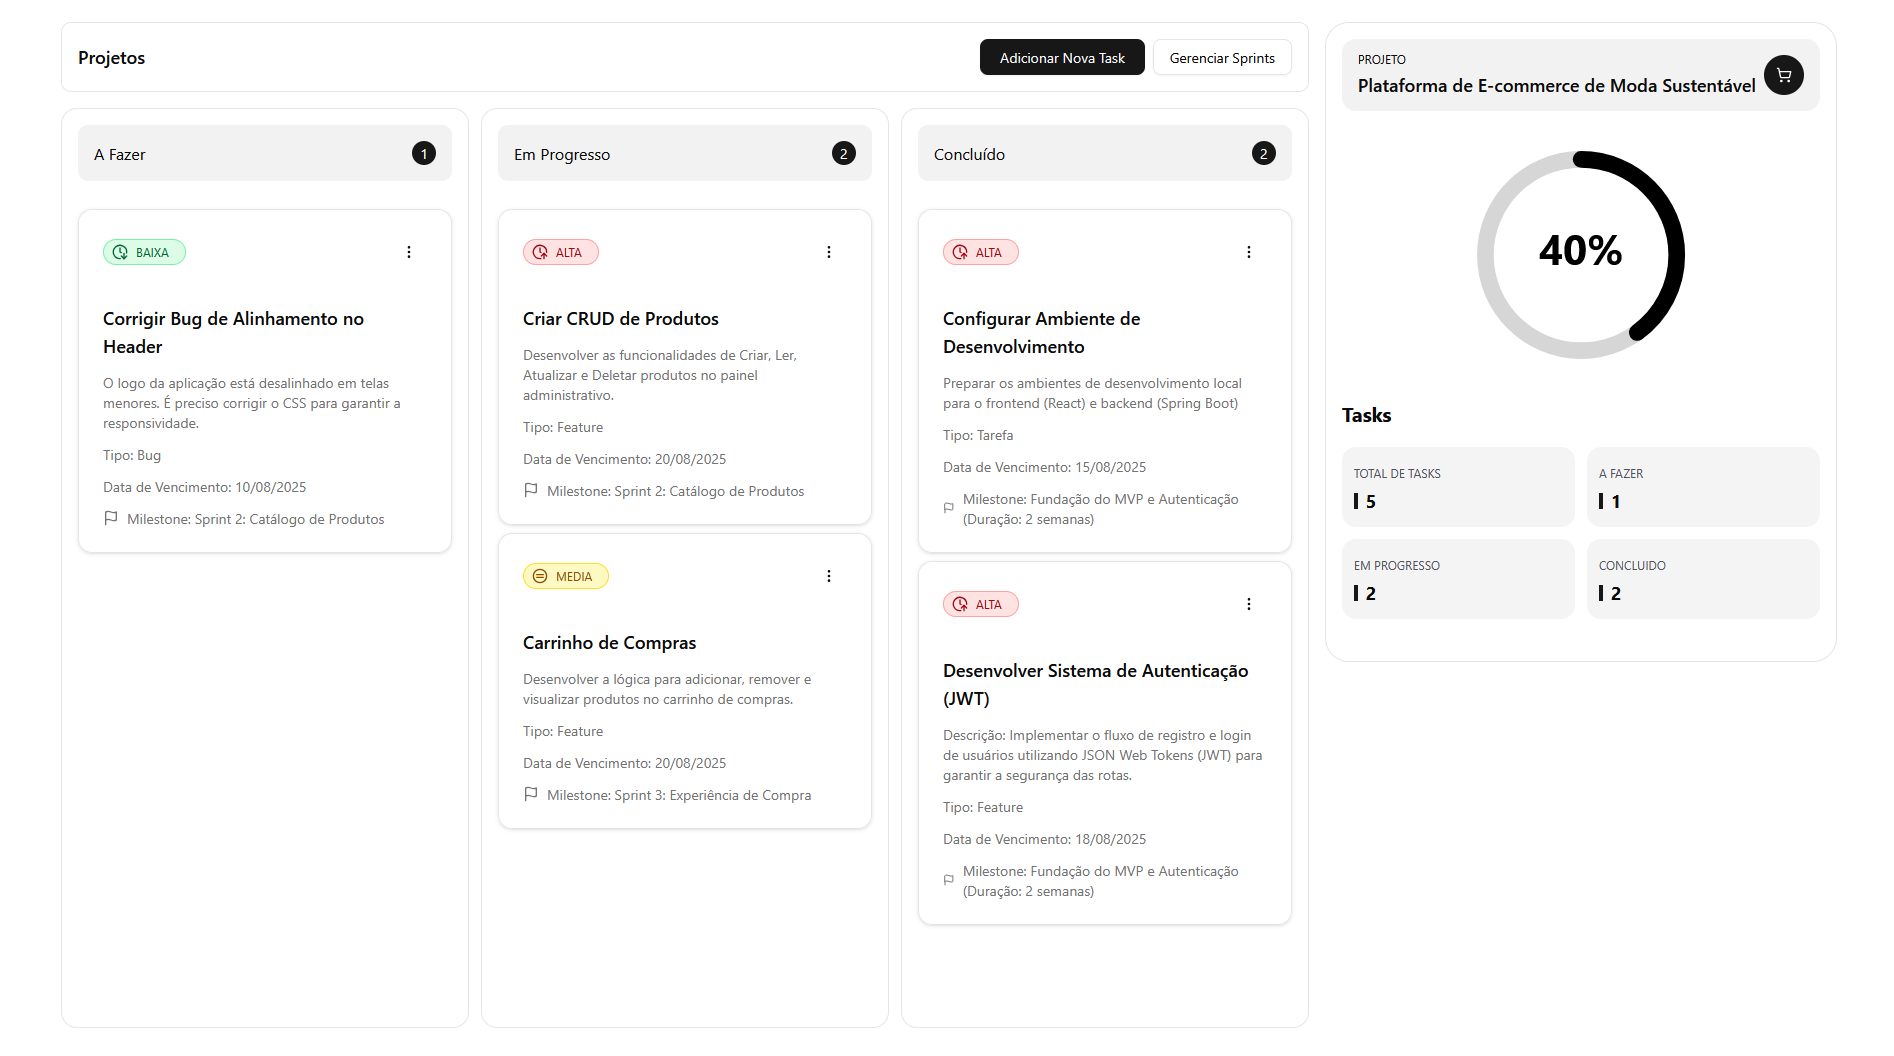 Projetos
Adicionar Nova Task
Gerenciar Sprints
A Fazer
1
BAIXA
Corrigir Bug de Alinhamento no
Header
O logo da aplicação está desalinhado em telas
menores. É preciso corrigir o CSS para garantir a
responsividade.
Tipo: Bug
Data de Vencimento: 10/08/2025
Milestone: Sprint 2: Catálogo de Produtos
Em Progresso
2
ALTA
Criar CRUD de Produtos
Desenvolver as funcionalidades de Criar, Ler,
Atualizar e Deletar produtos no painel
administrativo.
Tipo: Feature
Data de Vencimento: 20/08/2025
Milestone: Sprint 2: Catálogo de Produtos
MEDIA
Carrinho de Compras
Desenvolver a lógica para adicionar, remover e
visualizar produtos no carrinho de compras.
Tipo: Feature
Data de Vencimento: 20/08/2025
Milestone: Sprint 3: Experiência de Compra
Concluído
2
ALTA
Configurar Ambiente de
Desenvolvimento
Preparar os ambientes de desenvolvimento local
para o frontend (React) e backend (Spring Boot)
Tipo: Tarefa
Data de Vencimento: 15/08/2025
Milestone: Fundação do MVP e Autenticação
(Duração: 2 semanas)
ALTA
Desenvolver Sistema de Autenticação
(JWT)
Descrição: Implementar o fluxo de registro e login
de usuários utilizando JSON Web Tokens (JWT) para
garantir a segurança das rotas.
Tipo: Feature
Data de Vencimento: 18/08/2025
Milestone: Fundação do MVP e Autenticação
(Duração: 2 semanas)
PROJETO
Plataforma de E-commerce de Moda Sustentável
40%
Tasks
TOTAL DE TASKS
5
A FAZER
1
EM PROGRESSO
2
CONCLUIDO
2